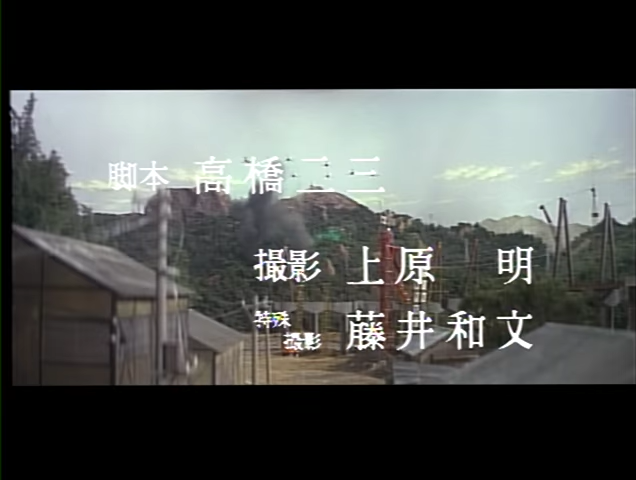 脚本 高橋二三
撮影 上原 明
特殊撮影 藤井和文